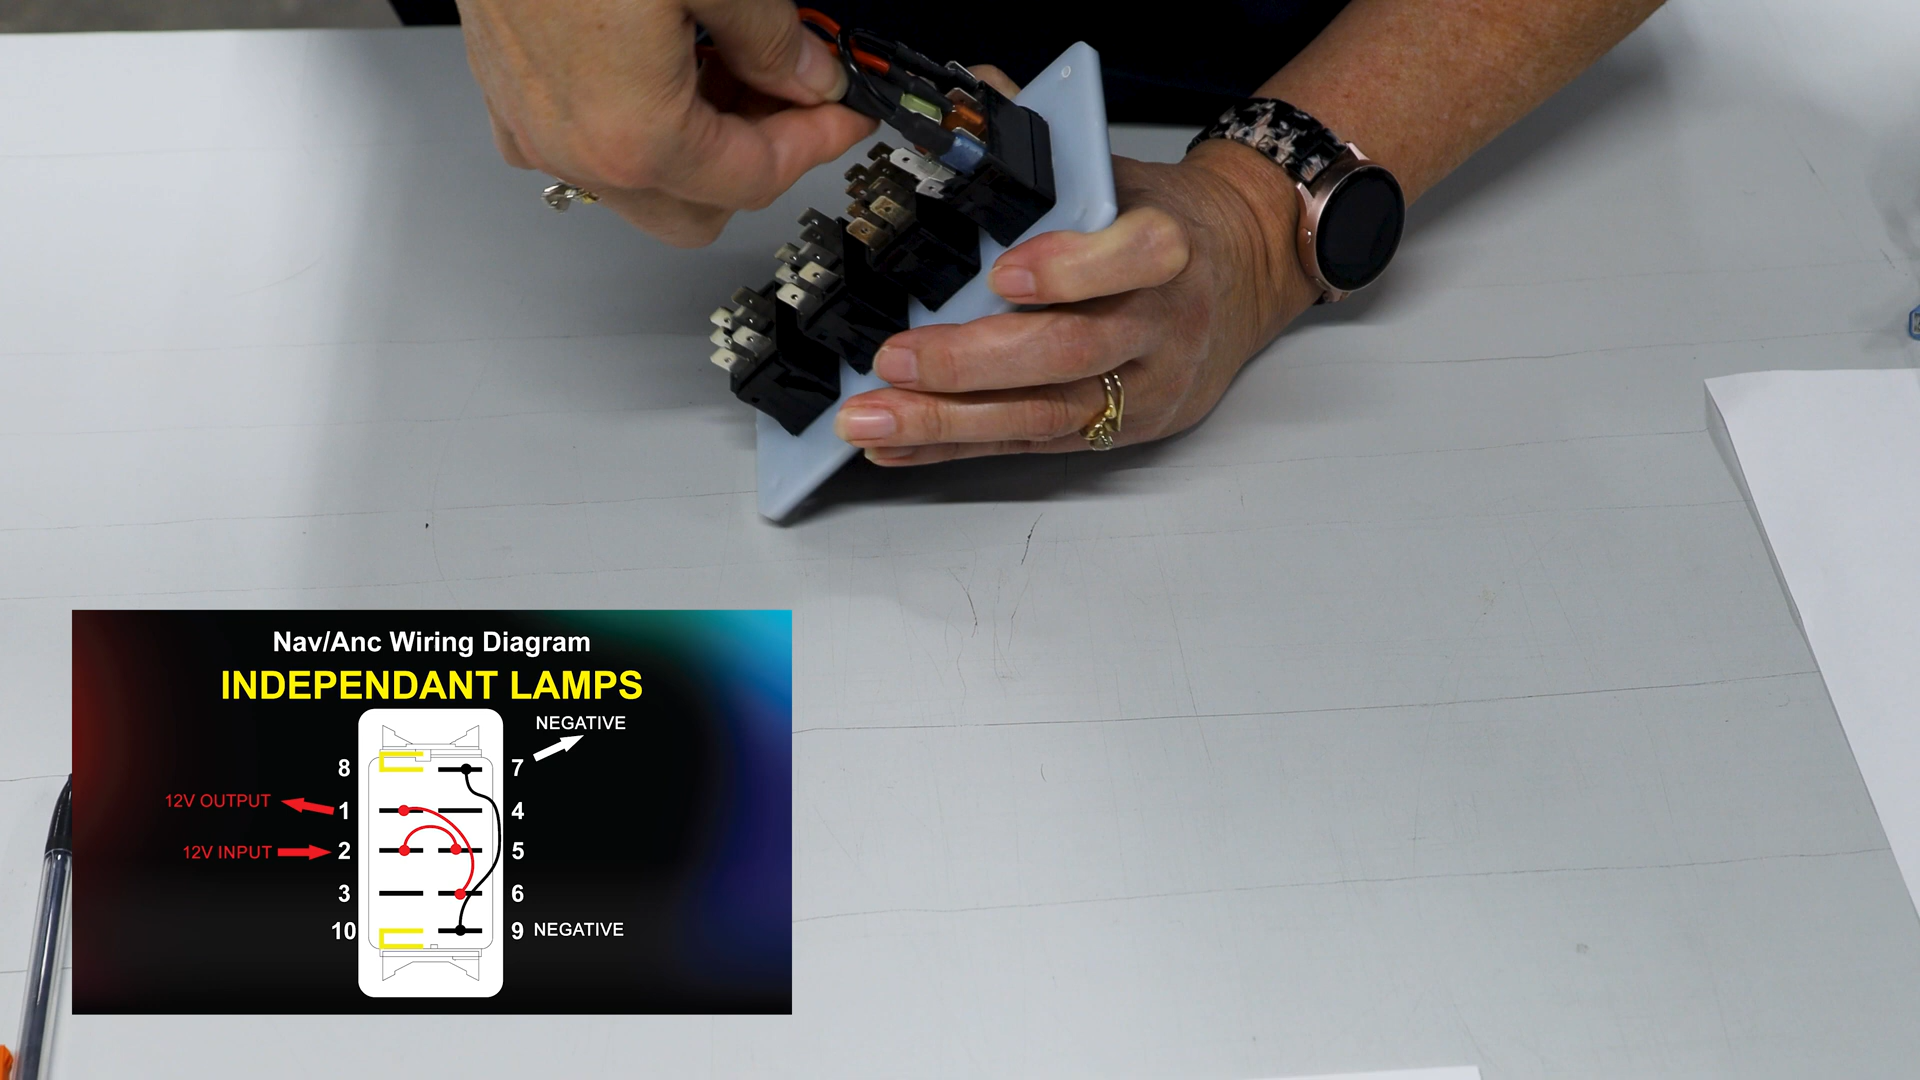 Nav/Anc Wiring Diagram
INDEPENDANT LAMPS
NEGATIVE
8 7
12V OUTPUT 1 4
12V INPUT 2 5
3 6
10 9 NEGATIVE